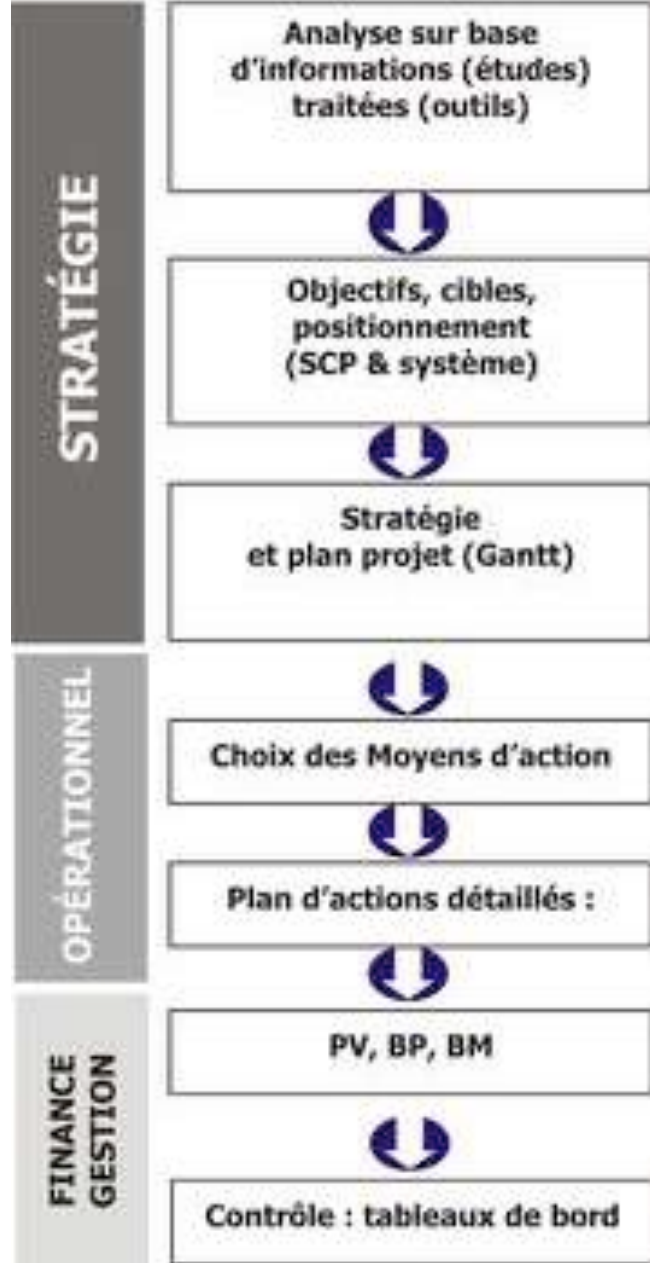 STRATÉGIE
Analyse sur base
d'informations (études)
traitées (outils)
Objectifs, cibles,
positionnement
(SCP & système)
Stratégie
et plan projet (Gantt)
OPÉRATIONNEL
Choix des Moyens d'action
Plan d'actions détaillés :
FINANCE
GESTION
PV, BP, BM
Contrôle : tableaux de bord